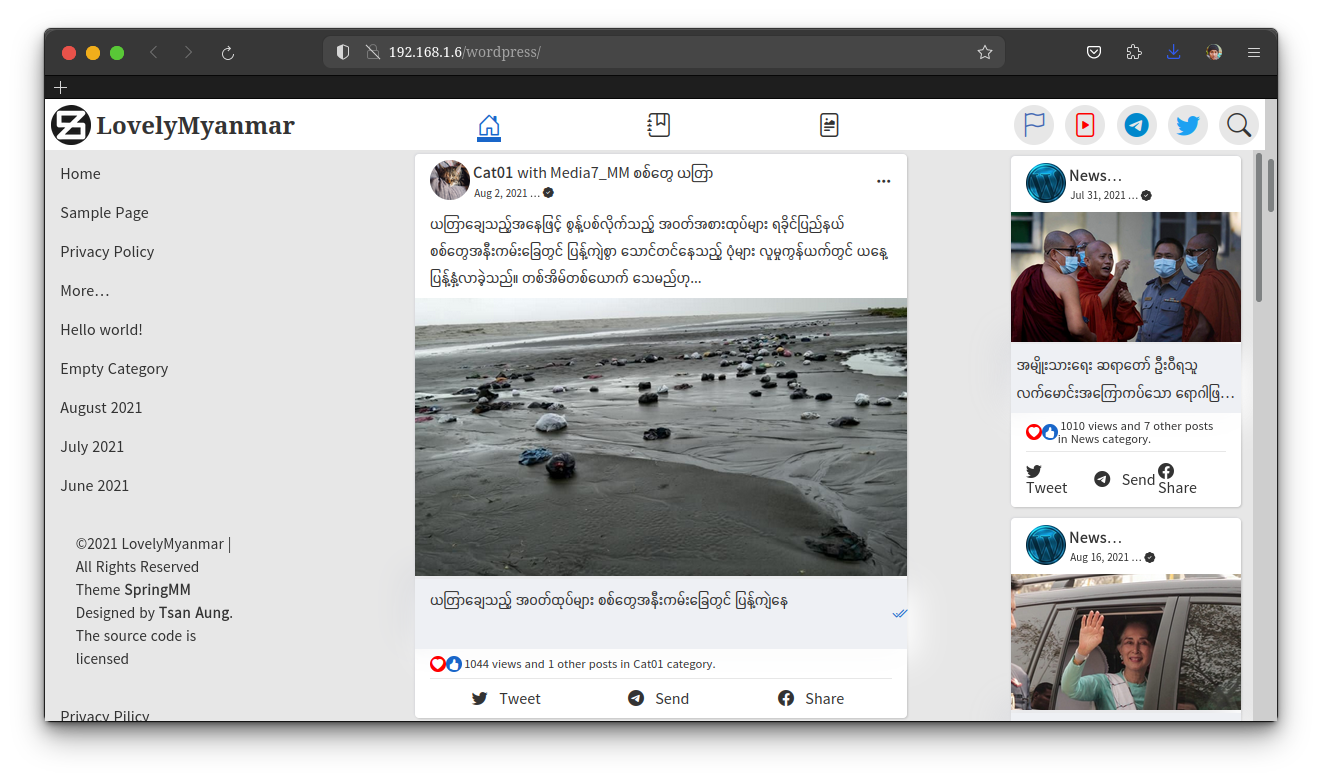 192.168.1.6/wordpress/
LovelyMyanmar
Home
Sample Page
Privacy Policy
More…
Hello world!
Empty Category
August 2021
July 2021
June 2021
©2021 LovelyMyanmar |
All Rights Reserved
Theme SpringMM
Designed by Tsan Aung.
The source code is
licensed
Privacy Pilicy
Cat01 with Media7_MM စစ်တွေ ယတြာ
Aug 2, 2021 ...
ယတြာချေသည့်အနေဖြင့် စွန့်ပစ်လိုက်သည့် အဝတ်အစားထုပ်များ ရခိုင်ပြည်နယ်
စစ်တွေအနီးကမ်းခြေတွင် ပြန့်ကျဲစွာ သောင်တင်နေသည့် ပုံများ လူမှုကွန်ယက်တွင် ယနေ့
ပြန့်နှံ့လာခဲ့သည်။ တစ်အိမ်တစ်ယောက် သေမည်ဟု...
ယတြာချေသည့် အဝတ်ထုပ်များ စစ်တွေအနီးကမ်းခြေတွင် ပြန့်ကျဲနေ
1044 views and 1 other posts in Cat01 category.
Tweet Send Share
News…
Jul 31, 2021 ...
အမျိုးသားရေး ဆရာတော် ဦးဝီရသူ
လက်မောင်းအကြောကပ်သော ရောဂါဖြ…
1010 views and 7 other posts
in News category.
Tweet Send Share
News…
Aug 16, 2021 ...